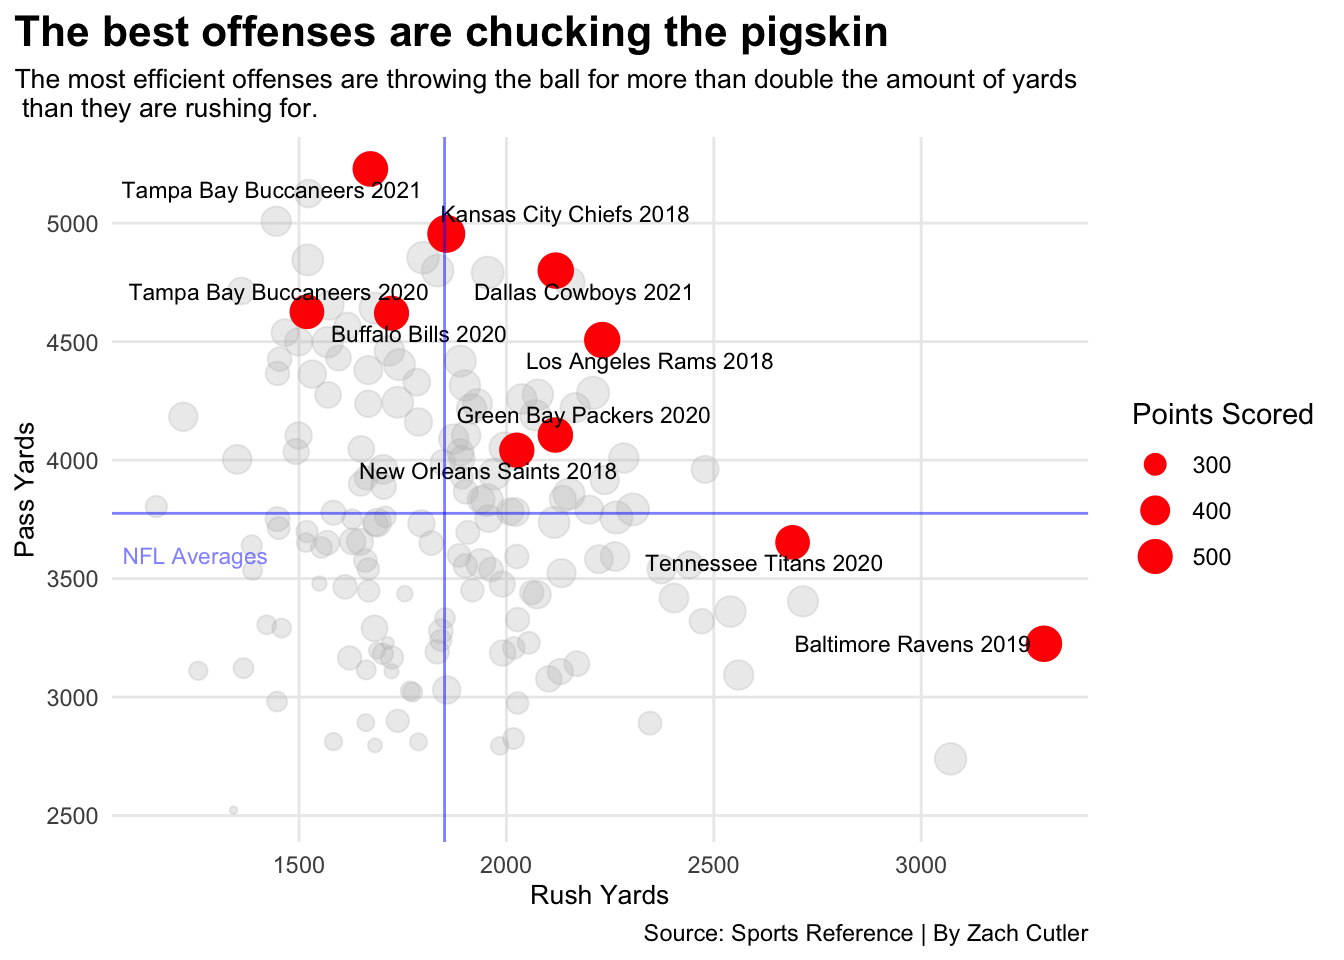 The best offenses are chucking the pigskin
The most efficient offenses are throwing the ball for more than double the amount of yards
than they are rushing for.
Tampa Bay Buccaneers 2021
Kansas City Chiefs 2018
Tampa Bay Buccaneers 2020
Dallas Cowboys 2021
Buffalo Bills 2020
Los Angeles Rams 2018
Green Bay Packers 2020
New Orleans Saints 2018
NFL Averages
Tennessee Titans 2020
Baltimore Ravens 2019
Pass Yards
5000
4500
4000
3500
3000
2500
1500
2000
2500
3000
Rush Yards
Points Scored
300
400
500
Source: Sports Reference | By Zach Cutler